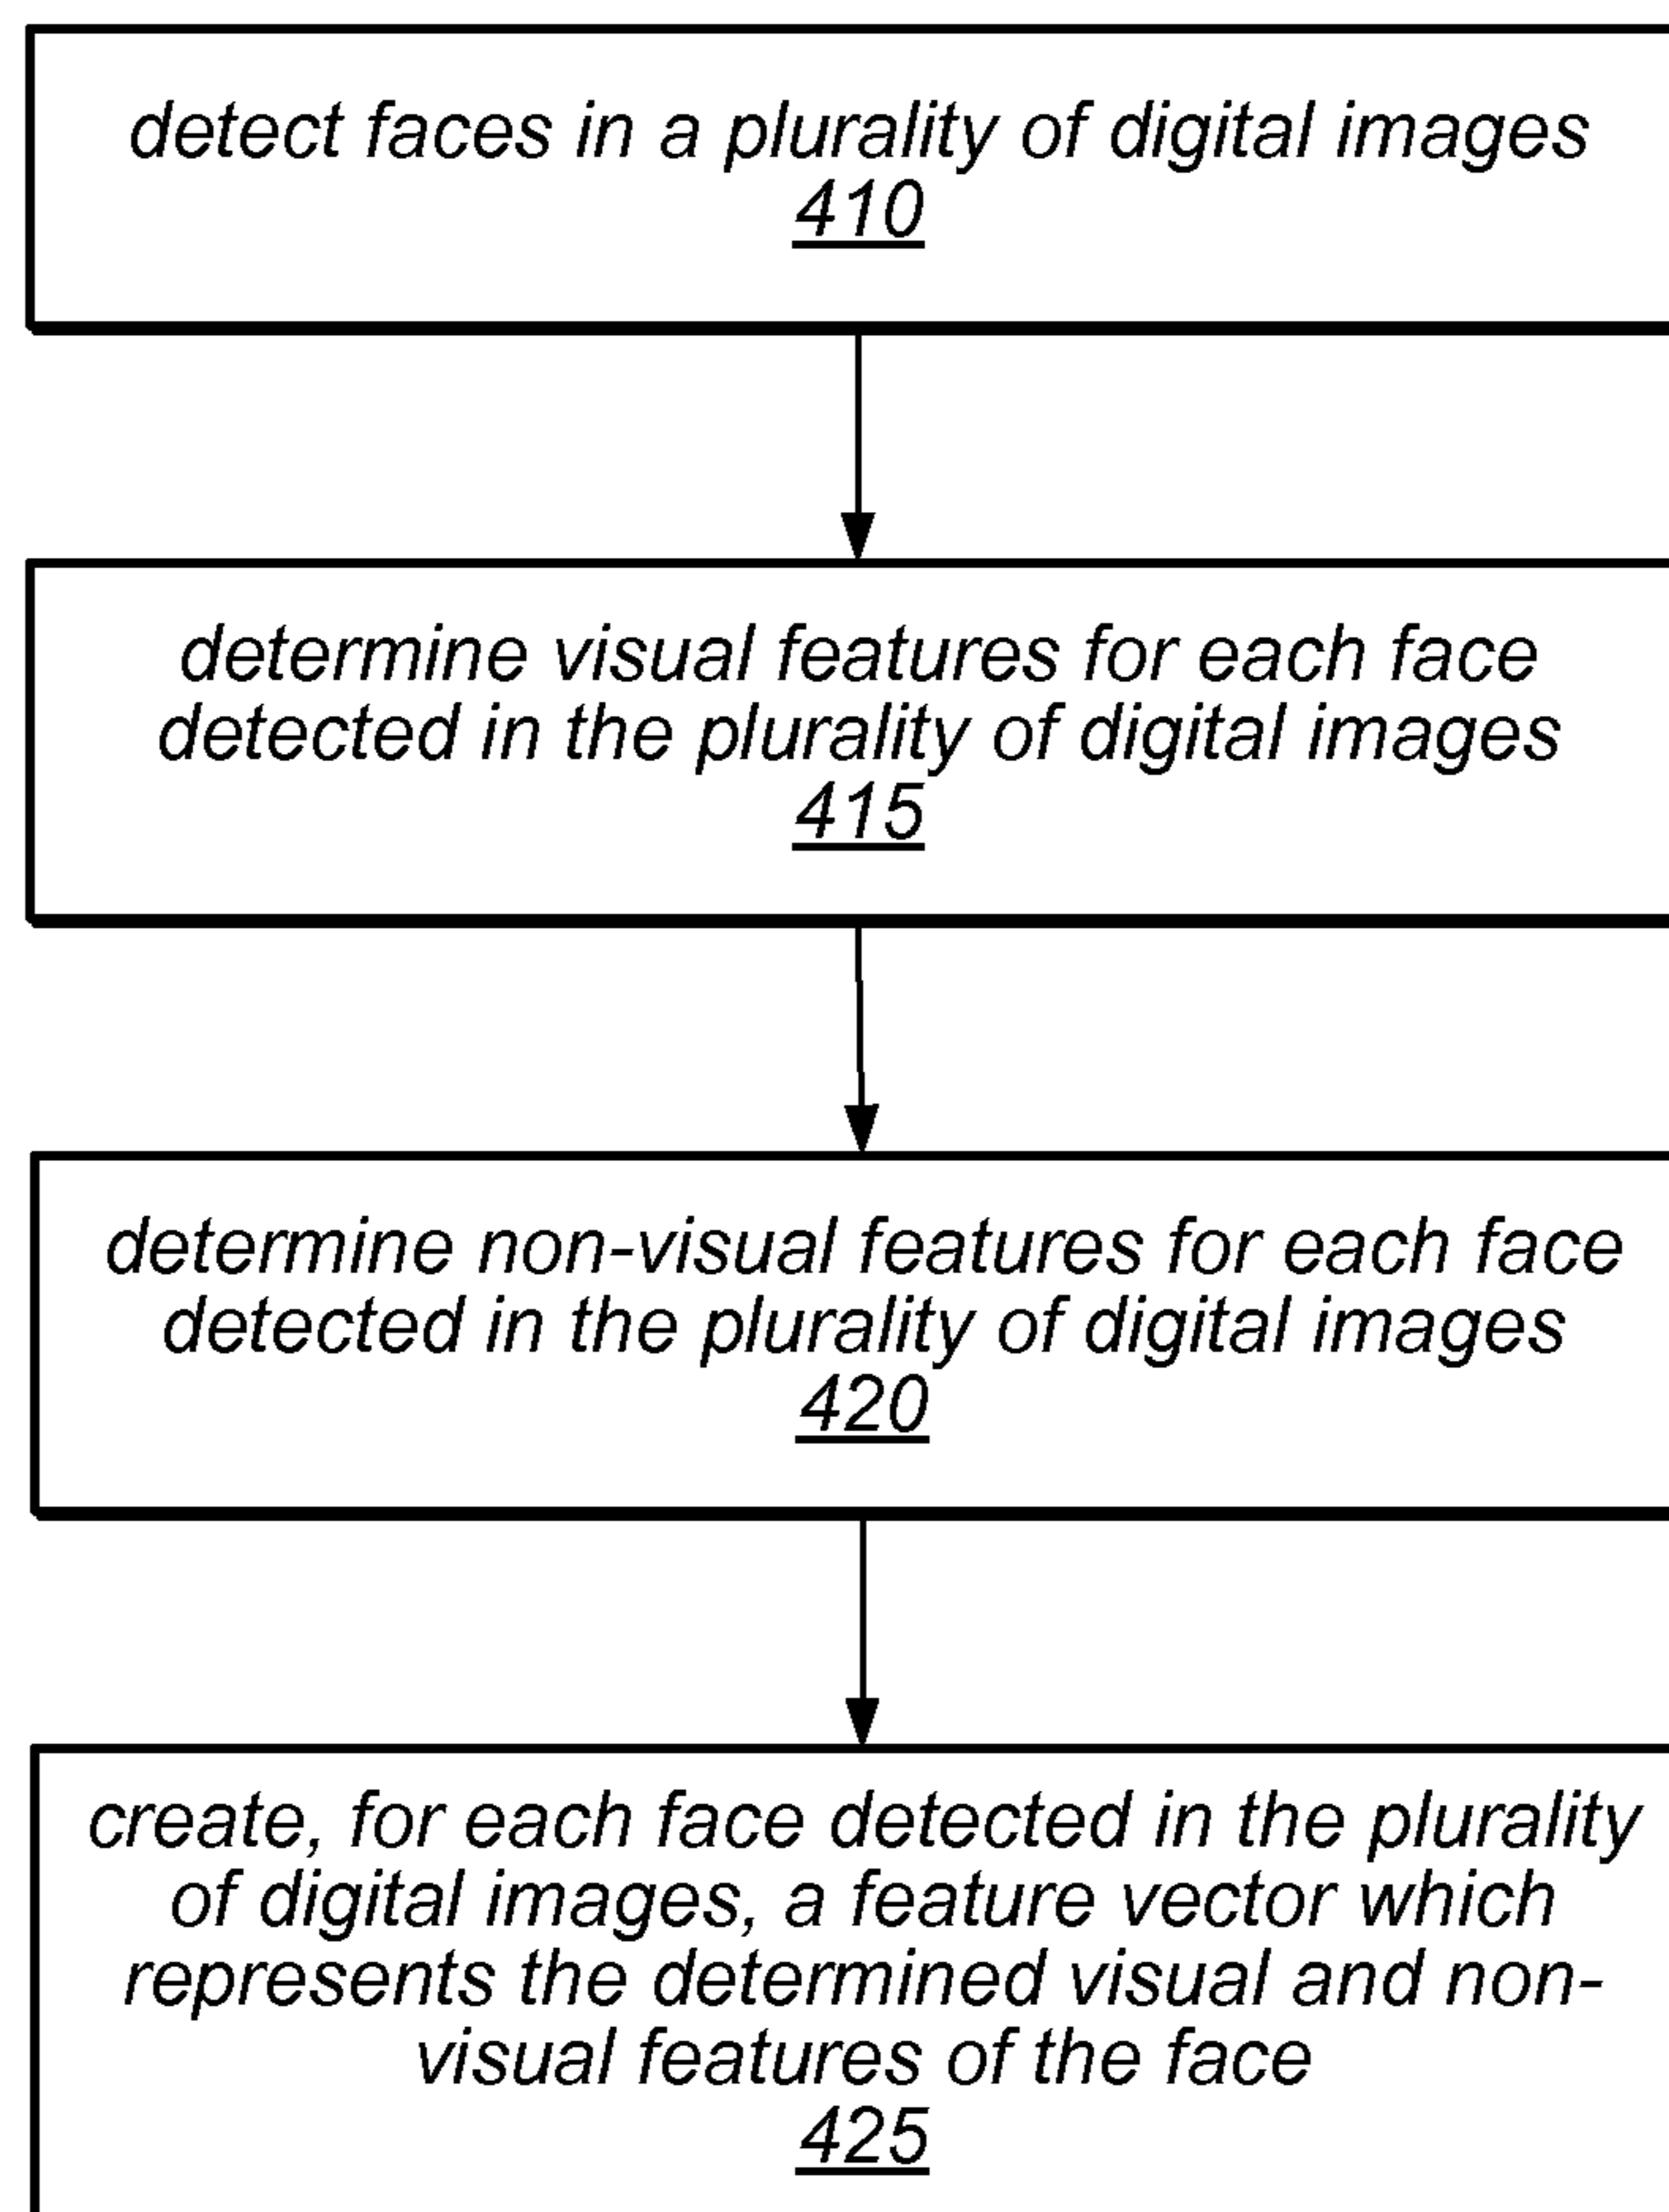 detect faces in a plurality of digital images
410
determine visual features for each face
detected in the plurality of digital images
415
determine non-visual features for each face
detected in the plurality of digital images
420
create, for each face detected in the plurality
of digital images, a feature vector which
represents the determined visual and non-
visual features of the face
425